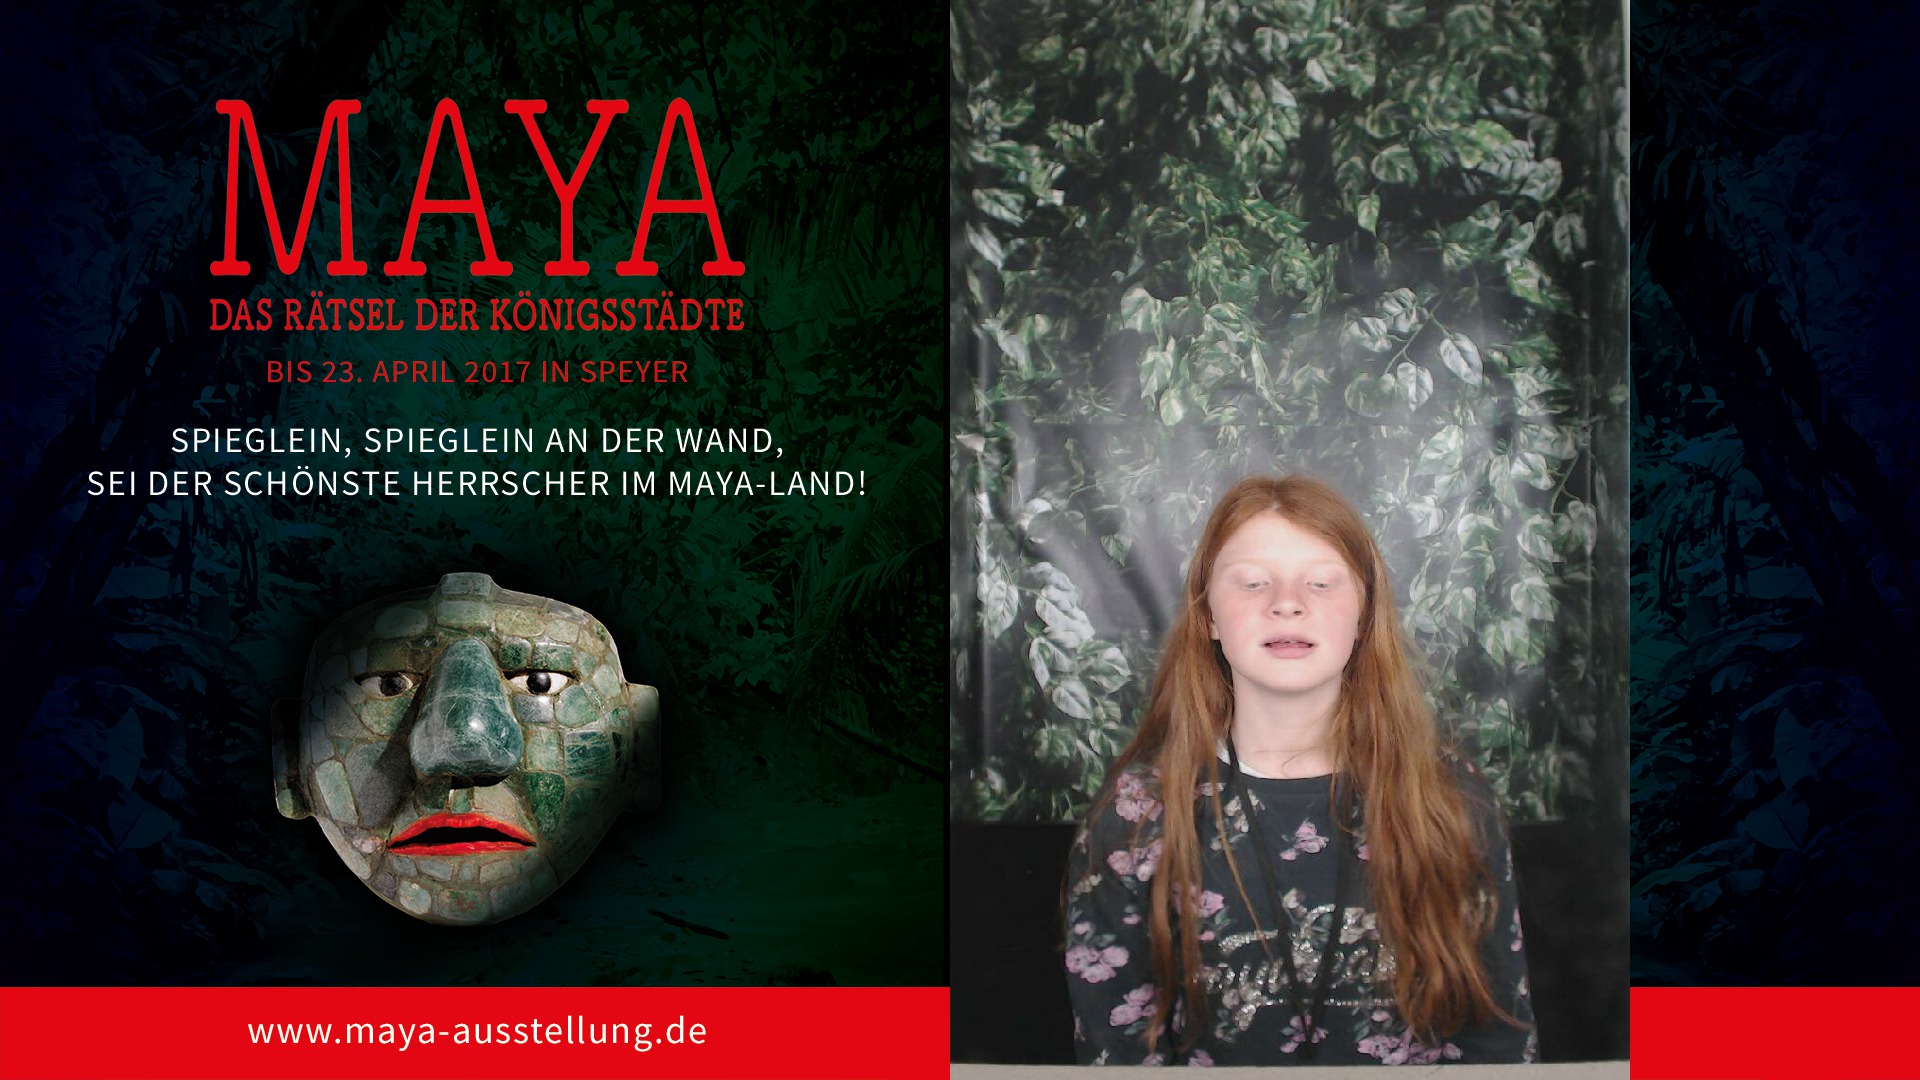 MAYA
DAS RÄTSEL DER KÖNIGSSTÄDTE
BIS 23. APRIL 2017 IN SPEYER
SPIEGLEIN, SPIEGLEIN AN DER WAND,
SEI DER SCHÖNSTE HERRSCHER IM MAYA-LAND!
www.maya-ausstellung.de